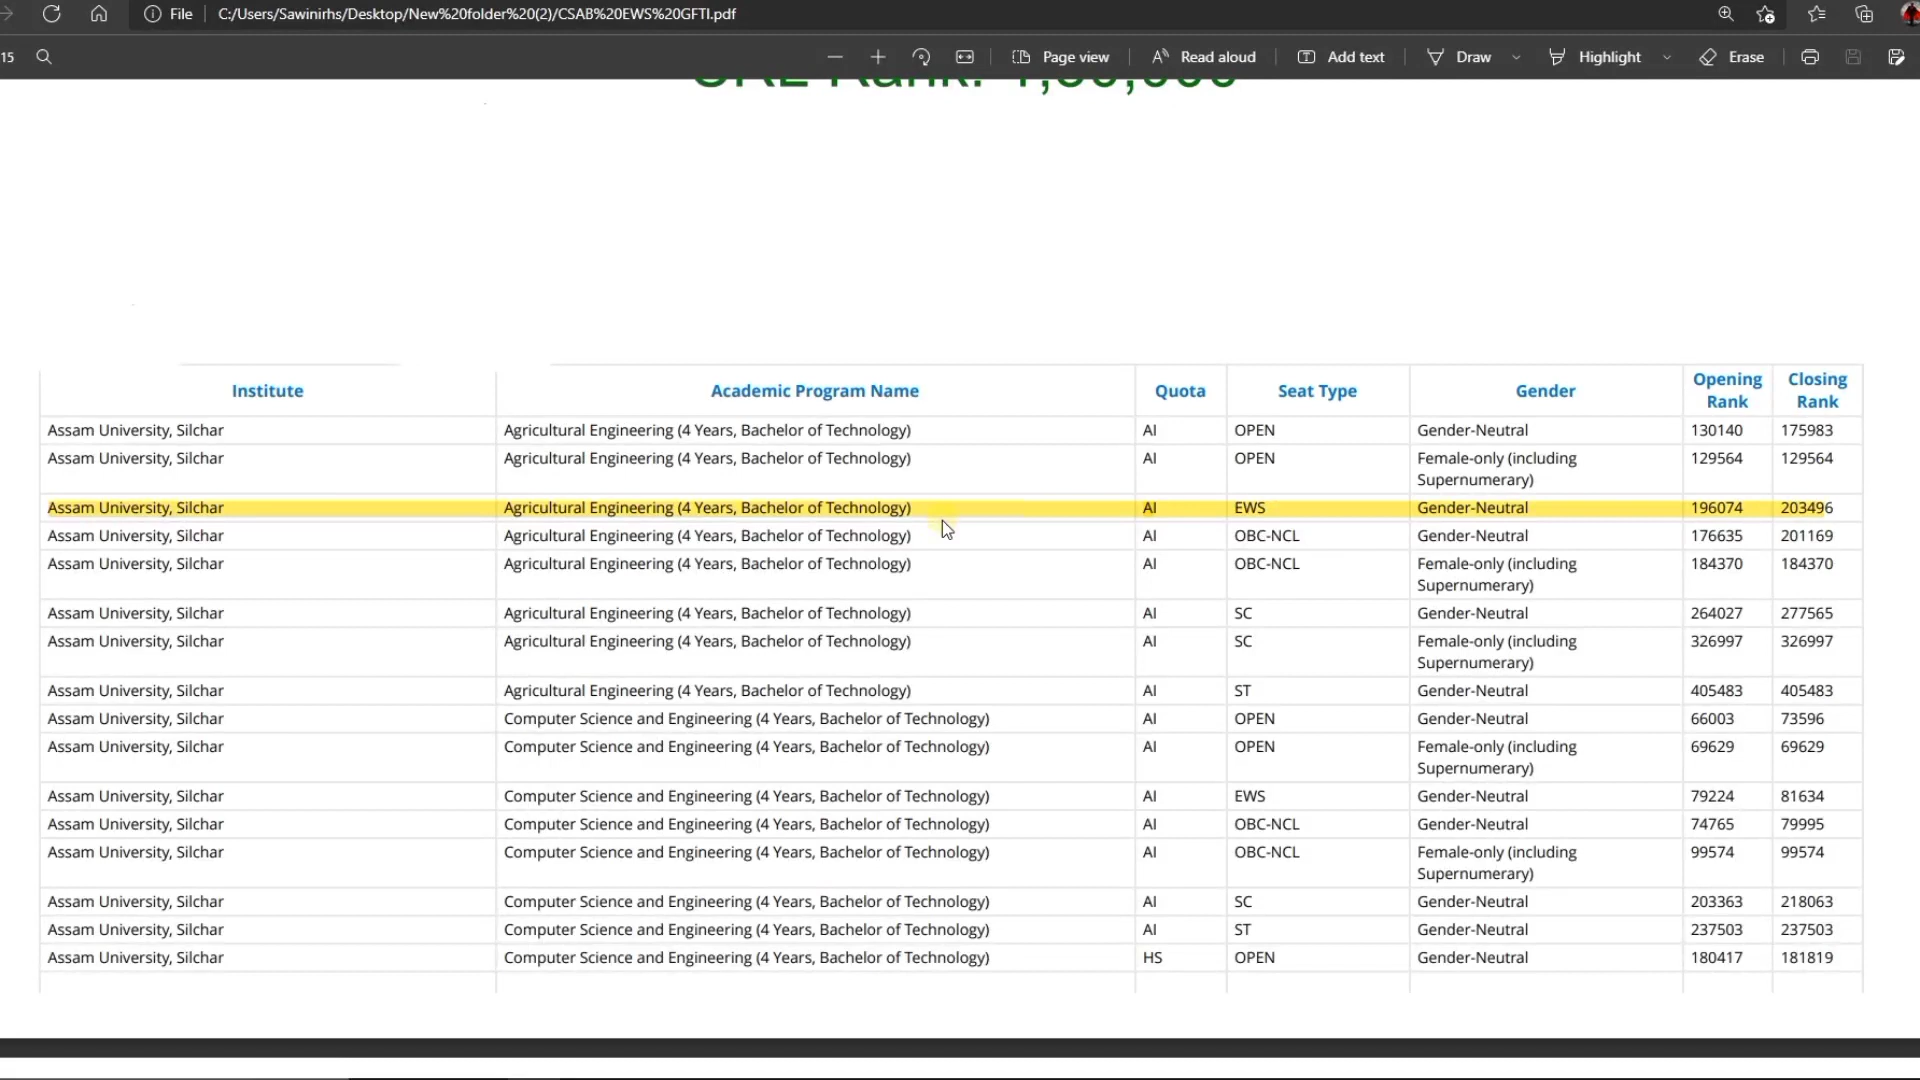 File C:/Users/Sawinirhs/Desktop/New%20folder%20(2)/CSAB%20EWS%20GFTI.pdf
15 Page view Read aloud Add text Draw Highlight Erase
Institute Academic Program Name Quota Seat Type Gender Opening Rank Closing Rank
Assam University, Silchar Agricultural Engineering (4 Years, Bachelor of Technology) AI OPEN Gender-Neutral 130140 175983
Assam University, Silchar Agricultural Engineering (4 Years, Bachelor of Technology) AI OPEN Female-only (including Supernumerary) 129564 129564
Assam University, Silchar Agricultural Engineering (4 Years, Bachelor of Technology) AI EWS Gender-Neutral 196074 203496
Assam University, Silchar Agricultural Engineering (4 Years, Bachelor of Technology) AI OBC-NCL Gender-Neutral 176635 201169
Assam University, Silchar Agricultural Engineering (4 Years, Bachelor of Technology) AI OBC-NCL Female-only (including Supernumerary) 184370 184370
Assam University, Silchar Agricultural Engineering (4 Years, Bachelor of Technology) AI SC Gender-Neutral 264027 277565
Assam University, Silchar Agricultural Engineering (4 Years, Bachelor of Technology) AI SC Female-only (including Supernumerary) 326997 326997
Assam University, Silchar Agricultural Engineering (4 Years, Bachelor of Technology) AI ST Gender-Neutral 405483 405483
Assam University, Silchar Computer Science and Engineering (4 Years, Bachelor of Technology) AI OPEN Gender-Neutral 66003 73596
Assam University, Silchar Computer Science and Engineering (4 Years, Bachelor of Technology) AI OPEN Female-only (including Supernumerary) 69629 69629
Assam University, Silchar Computer Science and Engineering (4 Years, Bachelor of Technology) AI EWS Gender-Neutral 79224 81634
Assam University, Silchar Computer Science and Engineering (4 Years, Bachelor of Technology) AI OBC-NCL Gender-Neutral 74765 79995
Assam University, Silchar Computer Science and Engineering (4 Years, Bachelor of Technology) AI OBC-NCL Female-only (including Supernumerary) 99574 99574
Assam University, Silchar Computer Science and Engineering (4 Years, Bachelor of Technology) AI SC Gender-Neutral 203363 218063
Assam University, Silchar Computer Science and Engineering (4 Years, Bachelor of Technology) AI ST Gender-Neutral 237503 237503
Assam University, Silchar Computer Science and Engineering (4 Years, Bachelor of Technology) HS OPEN Gender-Neutral 180417 181819